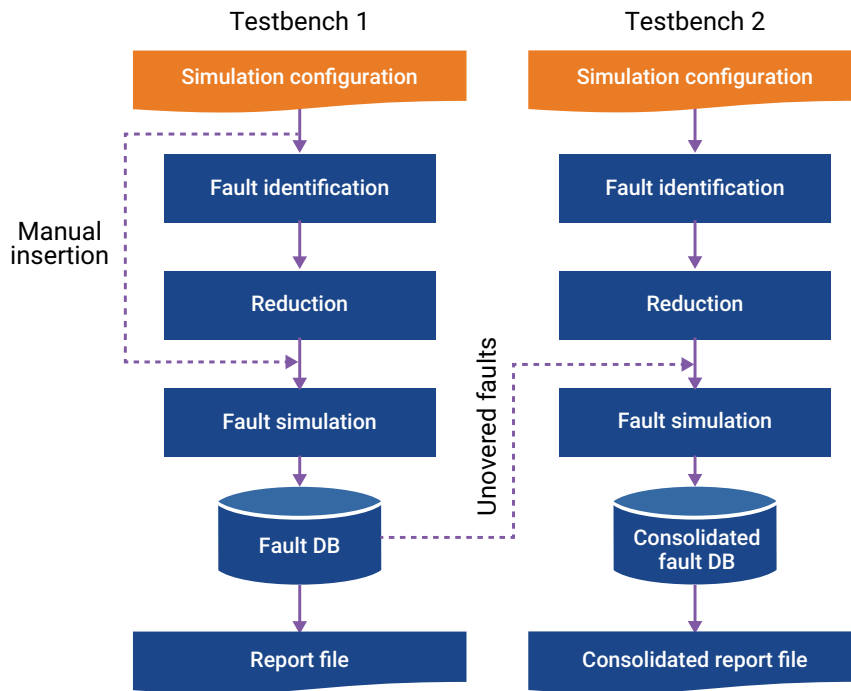 Testbench 1
Simulation configuration
Fault identification
Manual
insertion
Reduction
Fault simulation
Fault DB
Report file
Unovered faults
Testbench 2
Simulation configuration
Fault identification
Reduction
Fault simulation
Consolidated
fault DB
Consolidated report file